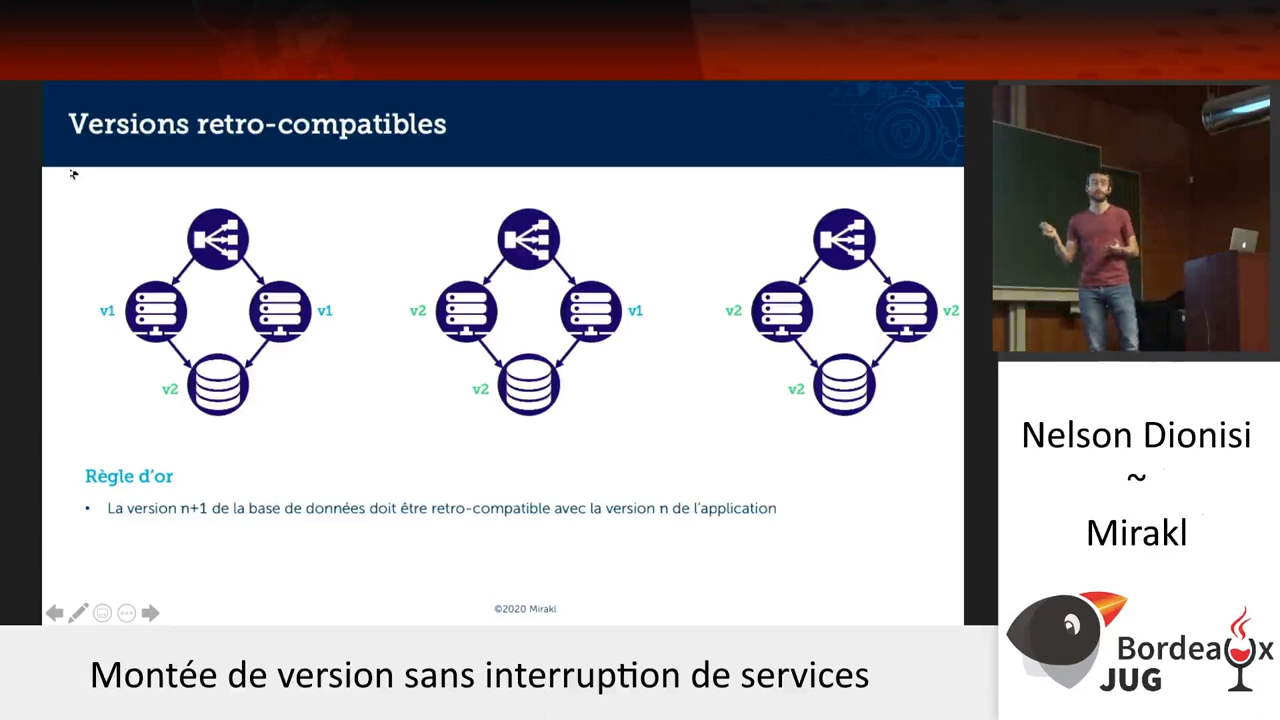 Versions retro-compatibles
v1
v1
v2
v2
v1
v2
v2
v2
v2
Règle d'or
• La version n+1 de la base de données doit être retro-compatible avec la version n de l'application
©2020 Mirakl
Nelson Dionisi
~
Mirakl
Bordeaux
JUG
Montée de version sans interruption de services